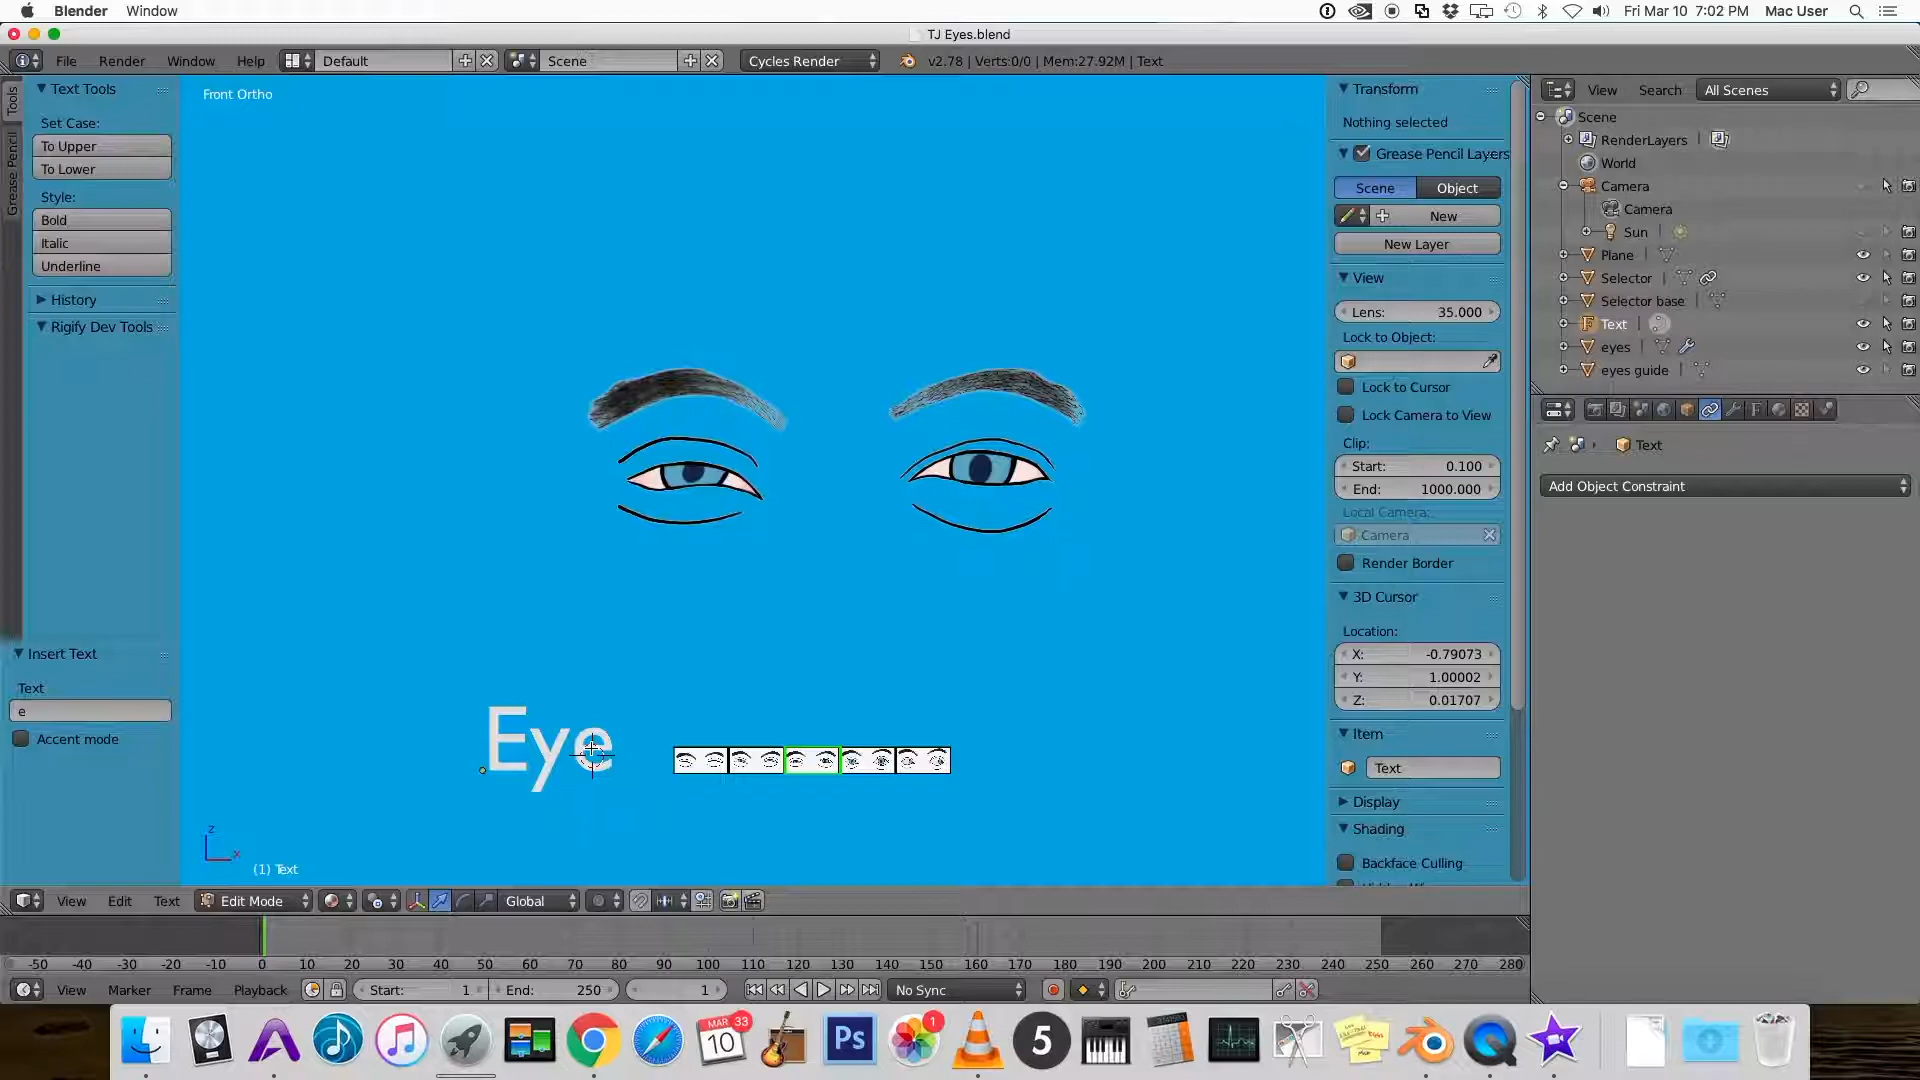 Blender Window Fri Mar 10 7:02 PM Mac User
TJ Eyes.blend
File Render Window Help Default Scene Cycles Render v2.78 | Verts:0/0 | Mem:27.92M | Text
Tools
Grease Pencil
Text Tools
Set Case:
To Upper
To Lower
Style:
Bold
Italic
Underline
History
Rigify Dev Tools
Insert Text
Text
e
Accent mode
Front Ortho
Eye
z
x
(1) Text
Transform
Nothing selected
Grease Pencil Layers
Scene Object
New
New Layer
View
Lens: 35.000
Lock to Object:
Lock to Cursor
Lock Camera to View
Clip:
Start: 0.100
End: 1000.000
Local Camera:
Camera
Render Border
3D Cursor
Location:
X: -0.79073
Y: 1.00002
Z: 0.01707
Item
Text
Display
Shading
Backface Culling
View Search All Scenes
Scene
RenderLayers
World
Camera
Camera
Sun
Plane
Selector
Selector base
Text
eyes
eyes guide
Text
Add Object Constraint
View Edit Text Edit Mode Global
-50 -40 -30 -20 -10 0 10 20 30 40 50 60 70 80 90 100 110 120 130 140 150 160 170 180 190 200 210 220 230 240 250 260 270 280
View Marker Frame Playback Start: 1 End: 250 1 No Sync
MAR 33
10
Ps
1
5